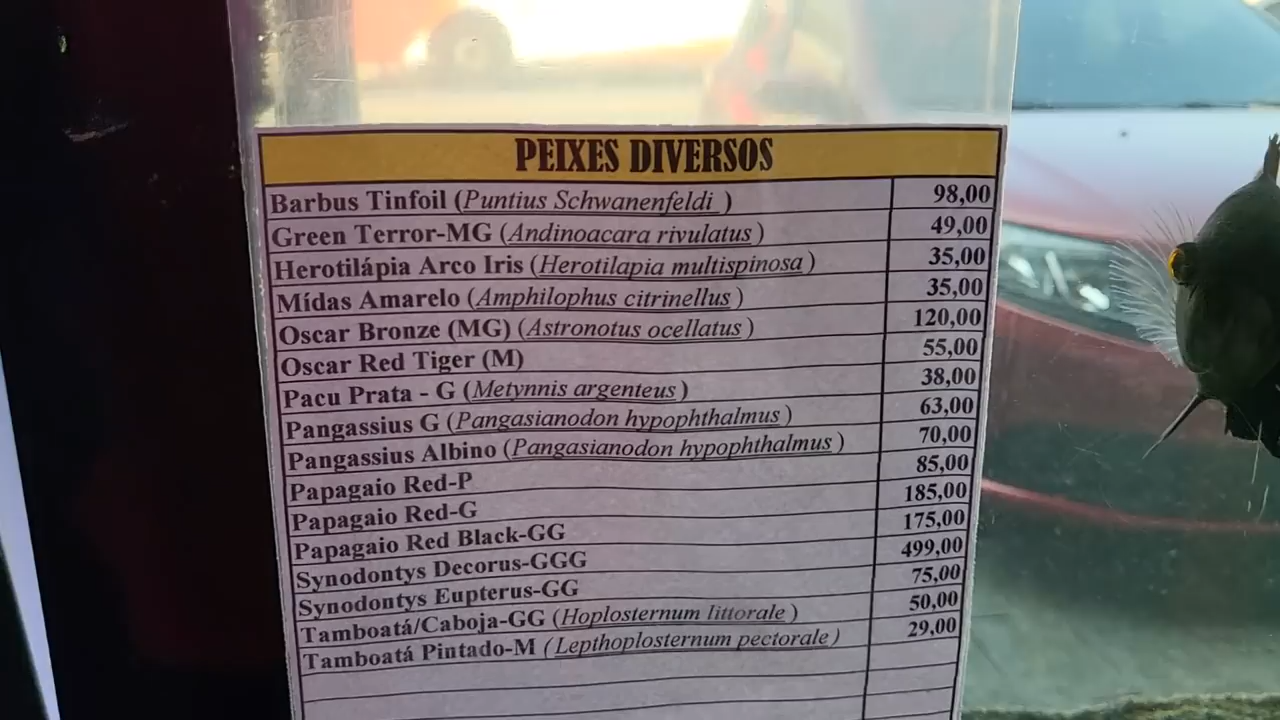 PEIXES DIVERSOS
Barbus Tinfoil (Puntius Schwanenfeldi ) 98,00
Green Terror-MG (Andinoacara rivulatus ) 49,00
Herotilápia Arco Iris (Herotilapia multispinosa ) 35,00
Mídas Amarelo (Amphilophus citrinellus ) 35,00
Oscar Bronze (MG) (Astronotus ocellatus ) 120,00
Oscar Red Tiger (M) 55,00
Pacu Prata - G (Metynnis argenteus ) 38,00
Pangassius G (Pangasianodon hypophthalmus ) 63,00
Pangassius Albino (Pangasianodon hypophthalmus ) 70,00
Papagaio Red-P 85,00
Papagaio Red-G 185,00
Papagaio Red Black-GG 175,00
Synodontys Decorus-GGG 499,00
Synodontys Eupterus-GG 75,00
Tamboatá/Caboja-GG (Hoplosternum littorale ) 50,00
Tamboatá Pintado-M (Lepthoplosternum pectorale ) 29,00